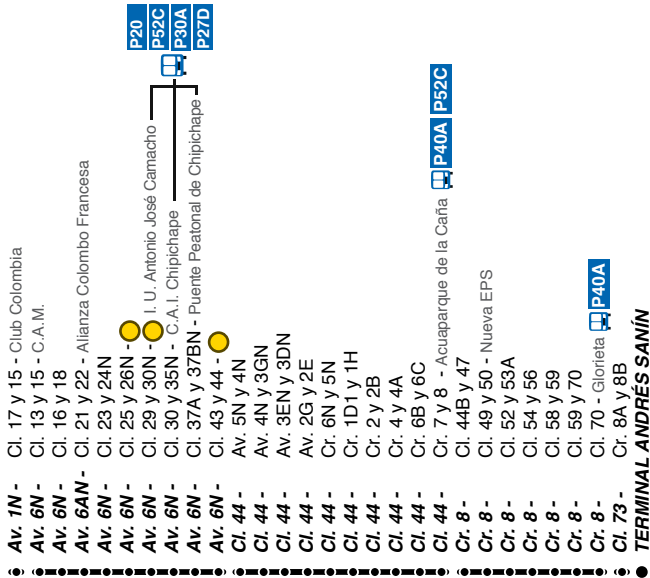 Av. 1N - Cl. 17 y 15 - Club Colombia
Av. 6N - Cl. 13 y 15 - C.A.M.
Av. 6N - Cl. 16 y 18
Av. 6AN - Cl. 21 y 22 - Alianza Colombo Francesa
Av. 6N - Cl. 23 y 24N
Av. 6N - Cl. 25 y 26N -
Av. 6N - Cl. 29 y 30N - I. U. Antonio José Camacho
Av. 6N - Cl. 30 y 35N - C.A.I. Chipichape
Av. 6N - Cl. 37A y 37BN - Puente Peatonal de Chipichape
P20
P52C
P30A
P27D
Av. 6N - Cl. 43 y 44 -
Cl. 44 - Av. 5N y 4N
Cl. 44 - Av. 4N y 3GN
Cl. 44 - Av. 3EN y 3DN
Cl. 44 - Av. 2G y 2E
Cl. 44 - Cr. 6N y 5N
Cl. 44 - Cr. 1D1 y 1H
Cl. 44 - Cr. 2 y 2B
Cl. 44 - Cr. 4 y 4A
Cl. 44 - Cr. 6B y 6C
Cl. 44 - Cr. 7 y 8 - Acuaparque de la Caña P40A P52C
Cr. 8 - Cl. 44B y 47
Cr. 8 - Cl. 49 y 50 - Nueva EPS
Cr. 8 - Cl. 52 y 53A
Cr. 8 - Cl. 54 y 56
Cr. 8 - Cl. 58 y 59
Cr. 8 - Cl. 59 y 70
Cr. 8 - Cl. 70 - Glorieta P40A
Cl. 73 - Cr. 8A y 8B
TERMINAL ANDRÉS SANÍN